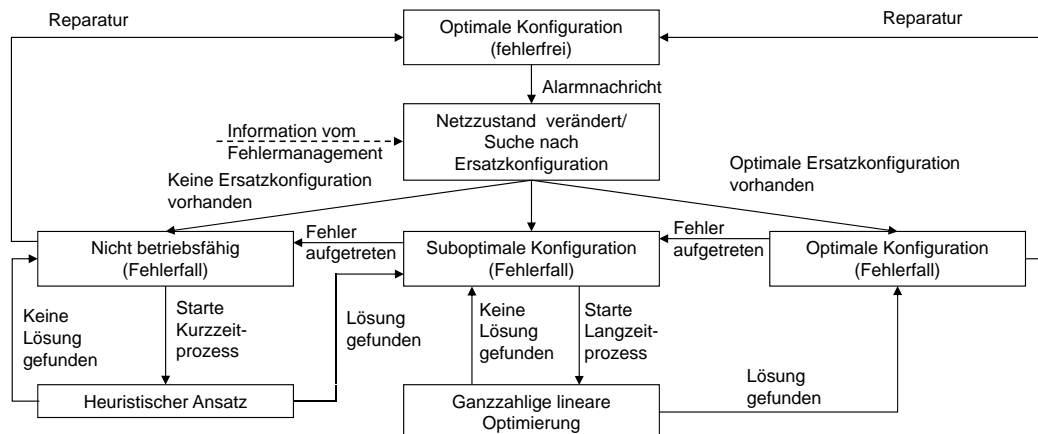 Reparatur
Optimale Konfiguration
(fehlerfrei)
Reparatur
Alarmnachricht
Netzzustand verändert/
Suche nach
Ersatzkonfiguration
Information vom
Fehlermanagement
Keine Ersatzkonfiguration
vorhanden
Optimale Ersatzkonfiguration
vorhanden
Nicht betriebsfähig
(Fehlerfall)
Fehler
aufgetreten
Suboptimale Konfiguration
(Fehlerfall)
Fehler
aufgetreten
Optimale Konfiguration
(Fehlerfall)
Keine
Lösung
gefunden
Starte
Kurzzeit-
prozess
Lösung
gefunden
Keine
Lösung
gefunden
Starte
Langzeit-
prozess
Lösung
gefunden
Heuristischer Ansatz
Ganzzahlige lineare
Optimierung